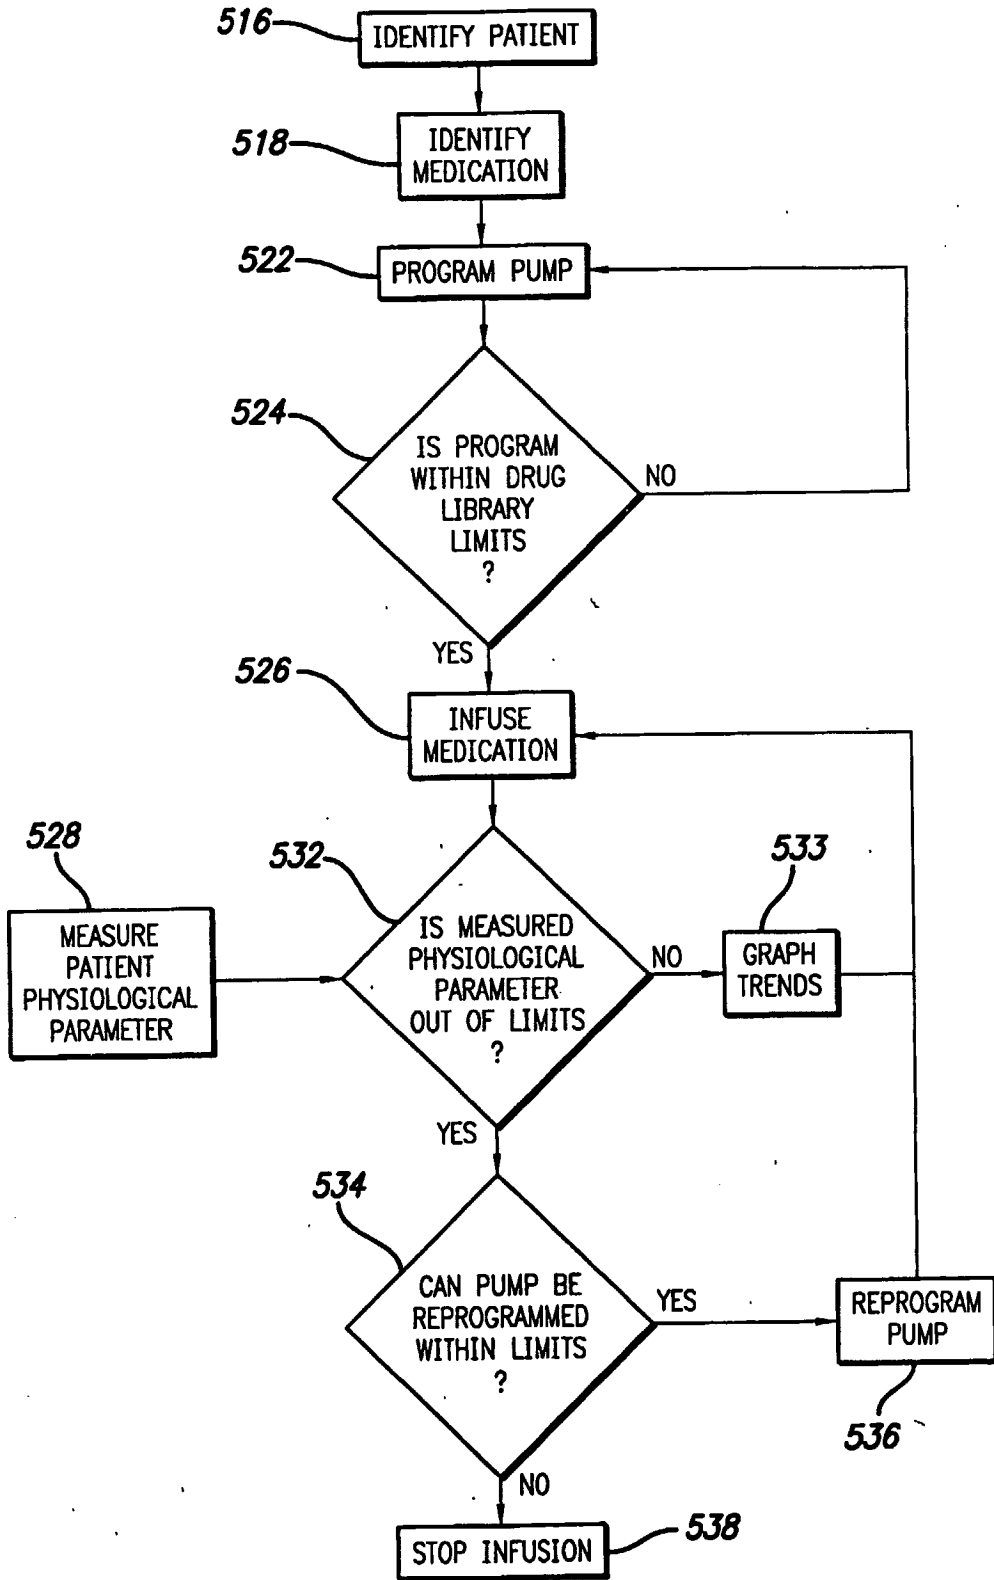 516
IDENTIFY PATIENT
518
IDENTIFY
MEDICATION
522
PROGRAM PUMP
524
IS PROGRAM
WITHIN DRUG
LIBRARY
LIMITS
?
NO
YES
526
INFUSE
MEDICATION
528
MEASURE
PATIENT
PHYSIOLOGICAL
PARAMETER
532
IS MEASURED
PHYSIOLOGICAL
PARAMETER
OUT OF LIMITS
?
NO
533
GRAPH
TRENDS
YES
534
CAN PUMP BE
REPROGRAMMED
WITHIN LIMITS
?
YES
REPROGRAM
PUMP
536
NO
STOP INFUSION
538